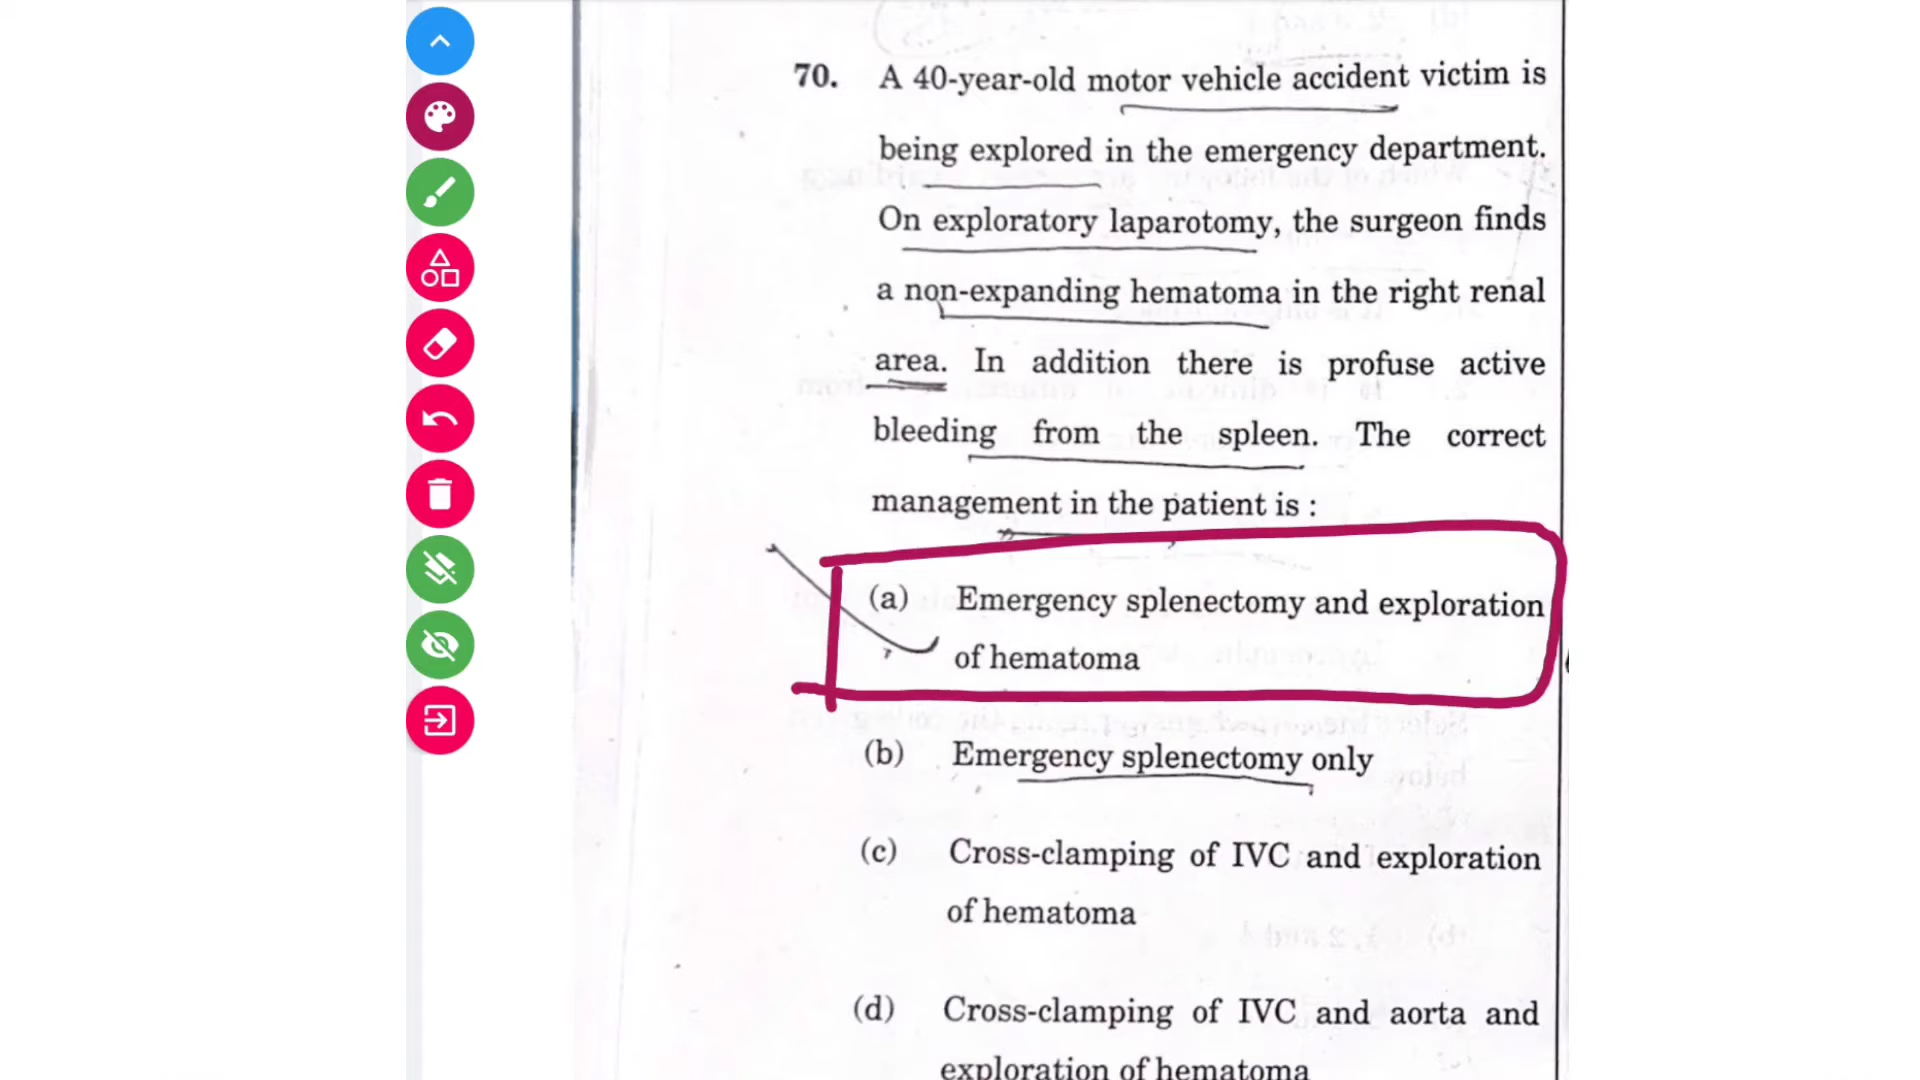 70. A 40-year-old motor vehicle accident victim is
being explored in the emergency department.
On exploratory laparotomy, the surgeon finds
a non-expanding hematoma in the right renal
area. In addition there is profuse active
bleeding from the spleen. The correct
management in the patient is :
(a) Emergency splenectomy and exploration
of hematoma
(b) Emergency splenectomy only
(c) Cross-clamping of IVC and exploration
of hematoma
(d) Cross-clamping of IVC and aorta and
exploration of hematoma